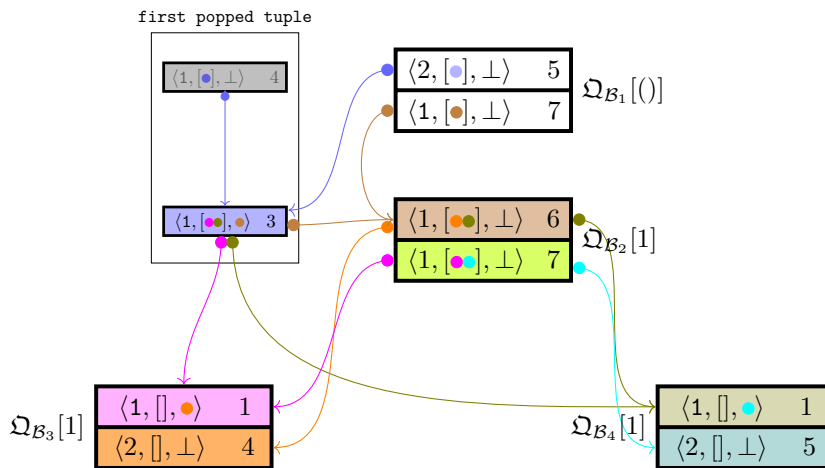 first popped tuple
⟨1,[●],⊥⟩ 4
⟨2,[●],⊥⟩ 5
⟨1,[●],⊥⟩ 7
𝔔_{ℬ₁}[()]
⟨1,[●●],●⟩ 3
⟨1,[●●],⊥⟩ 6
⟨1,[●●],⊥⟩ 7
𝔔_{ℬ₂}[1]
𝔔_{ℬ₃}[1]
⟨1,[],●⟩ 1
⟨2,[],⊥⟩ 4
𝔔_{ℬ₄}[1]
⟨1,[],●⟩ 1
⟨2,[],⊥⟩ 5